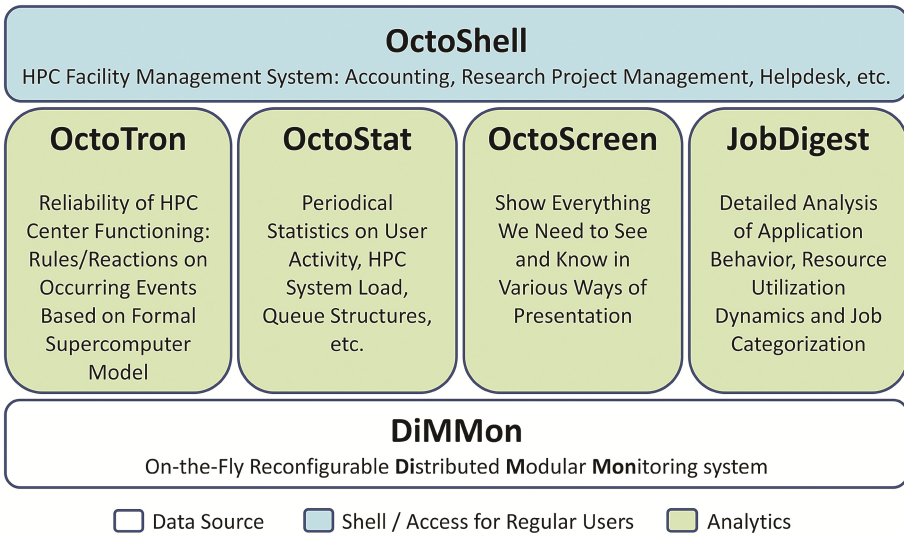 OctoShell
HPC Facility Management System: Accounting, Research Project Management, Helpdesk, etc.
OctoTron
Reliability of HPC
Center Functioning:
Rules/Reactions on
Occurring Events
Based on Formal
Supercomputer
Model
OctoStat
Periodical
Statistics on User
Activity, HPC
System Load,
Queue Structures,
etc.
OctoScreen
Show Everything
We Need to See
and Know in
Various Ways of
Presentation
JobDigest
Detailed Analysis
of Application
Behavior, Resource
Utilization
Dynamics and Job
Categorization
DiMMon
On-the-Fly Reconfigurable Distributed Modular Monitoring system
Data Source
Shell / Access for Regular Users
Analytics